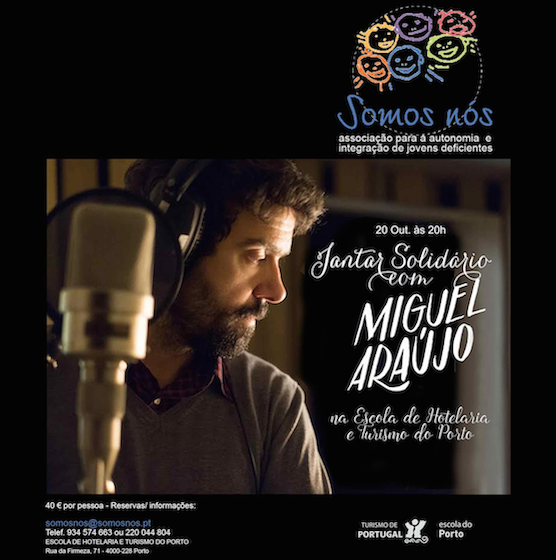 Somos nós
associação para a autonomia e
integração de jovens deficientes
20 Out. às 20h
Jantar Solidário
com
MIGUEL
ARAÚJO
na Escola de Hotelaria
e Turismo do Porto
40 € por pessoa - Reservas/ informações:
somosnos@somosnos.pt
Telef. 934 574 663 ou 220 044 804
ESCOLA DE HOTELARIA E TURISMO DO PORTO
Rua da Firmeza, 71 - 4000-228 Porto
TURISMO DE
PORTUGAL
escola do
Porto